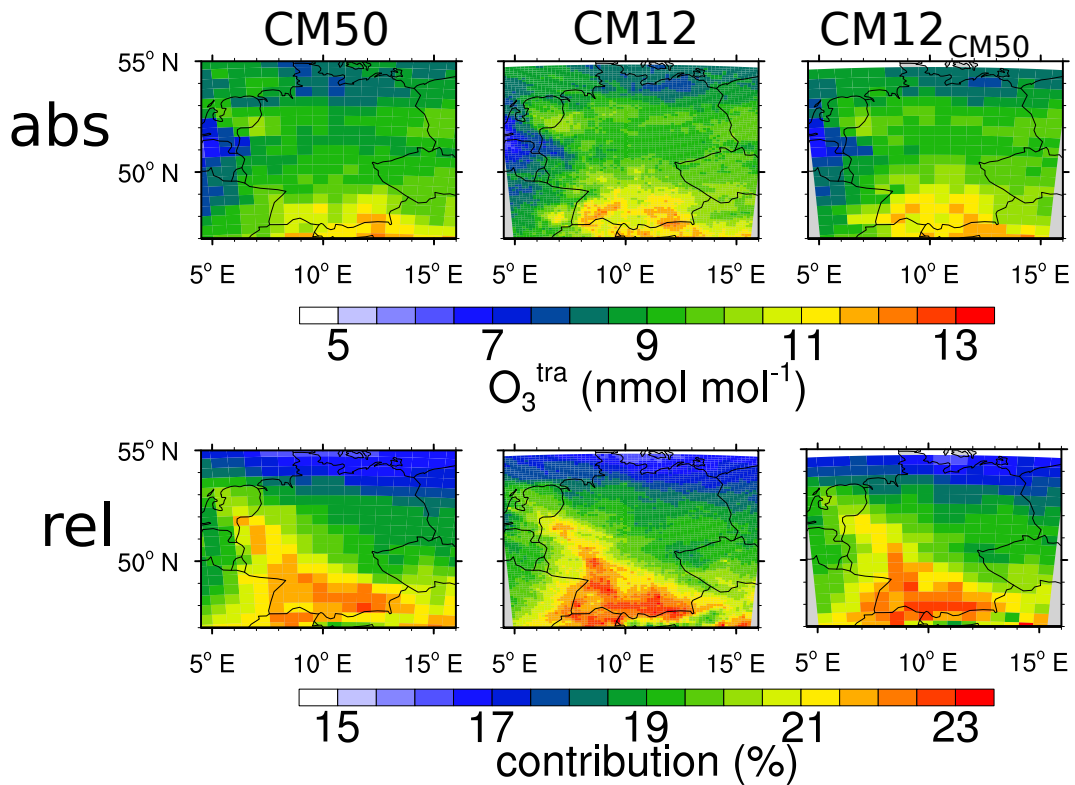 CM50 CM12 CM12CM50
55° N
abs
50° N
5° E 10° E 15° E 5° E 10° E 15° E 5° E 10° E 15° E
5 7 9 11 13
O3^tra (nmol mol^-1)
55° N
rel
50° N
5° E 10° E 15° E 5° E 10° E 15° E 5° E 10° E 15° E
15 17 19 21 23
contribution (%)